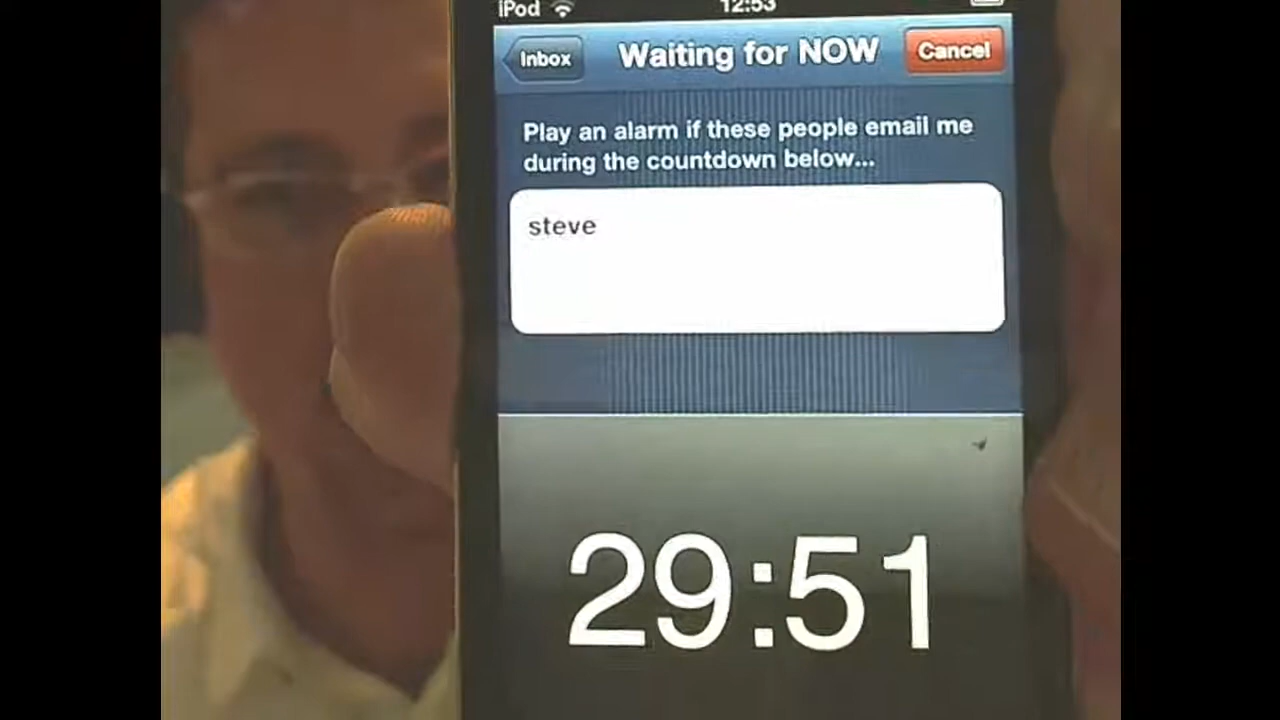 iPod 12:53
Inbox Waiting for NOW Cancel
Play an alarm if these people email me
during the countdown below...
steve
29:51